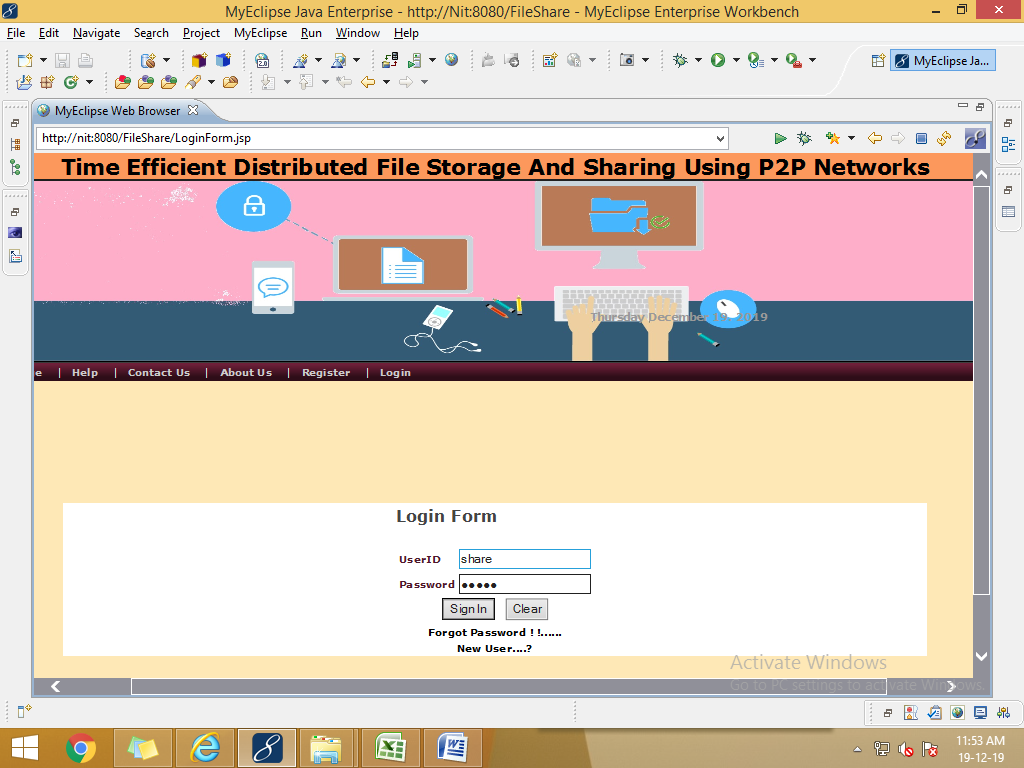 MyEclipse Java Enterprise - http://Nit:8080/FileShare - MyEclipse Enterprise Workbench
File Edit Navigate Search Project MyEclipse Run Window Help
MyEclipse Ja...
MyEclipse Web Browser
http://nit:8080/FileShare/LoginForm.jsp
Time Efficient Distributed File Storage And Sharing Using P2P Networks
Thursday December 19, 2019
e | Help | Contact Us | About Us | Register | Login
Login Form
UserID share
Password ●●●●●
Sign In Clear
Forgot Password ! !......
New User....?
Activate Windows
Go to PC settings to activate Windows.
11:53 AM
19-12-19